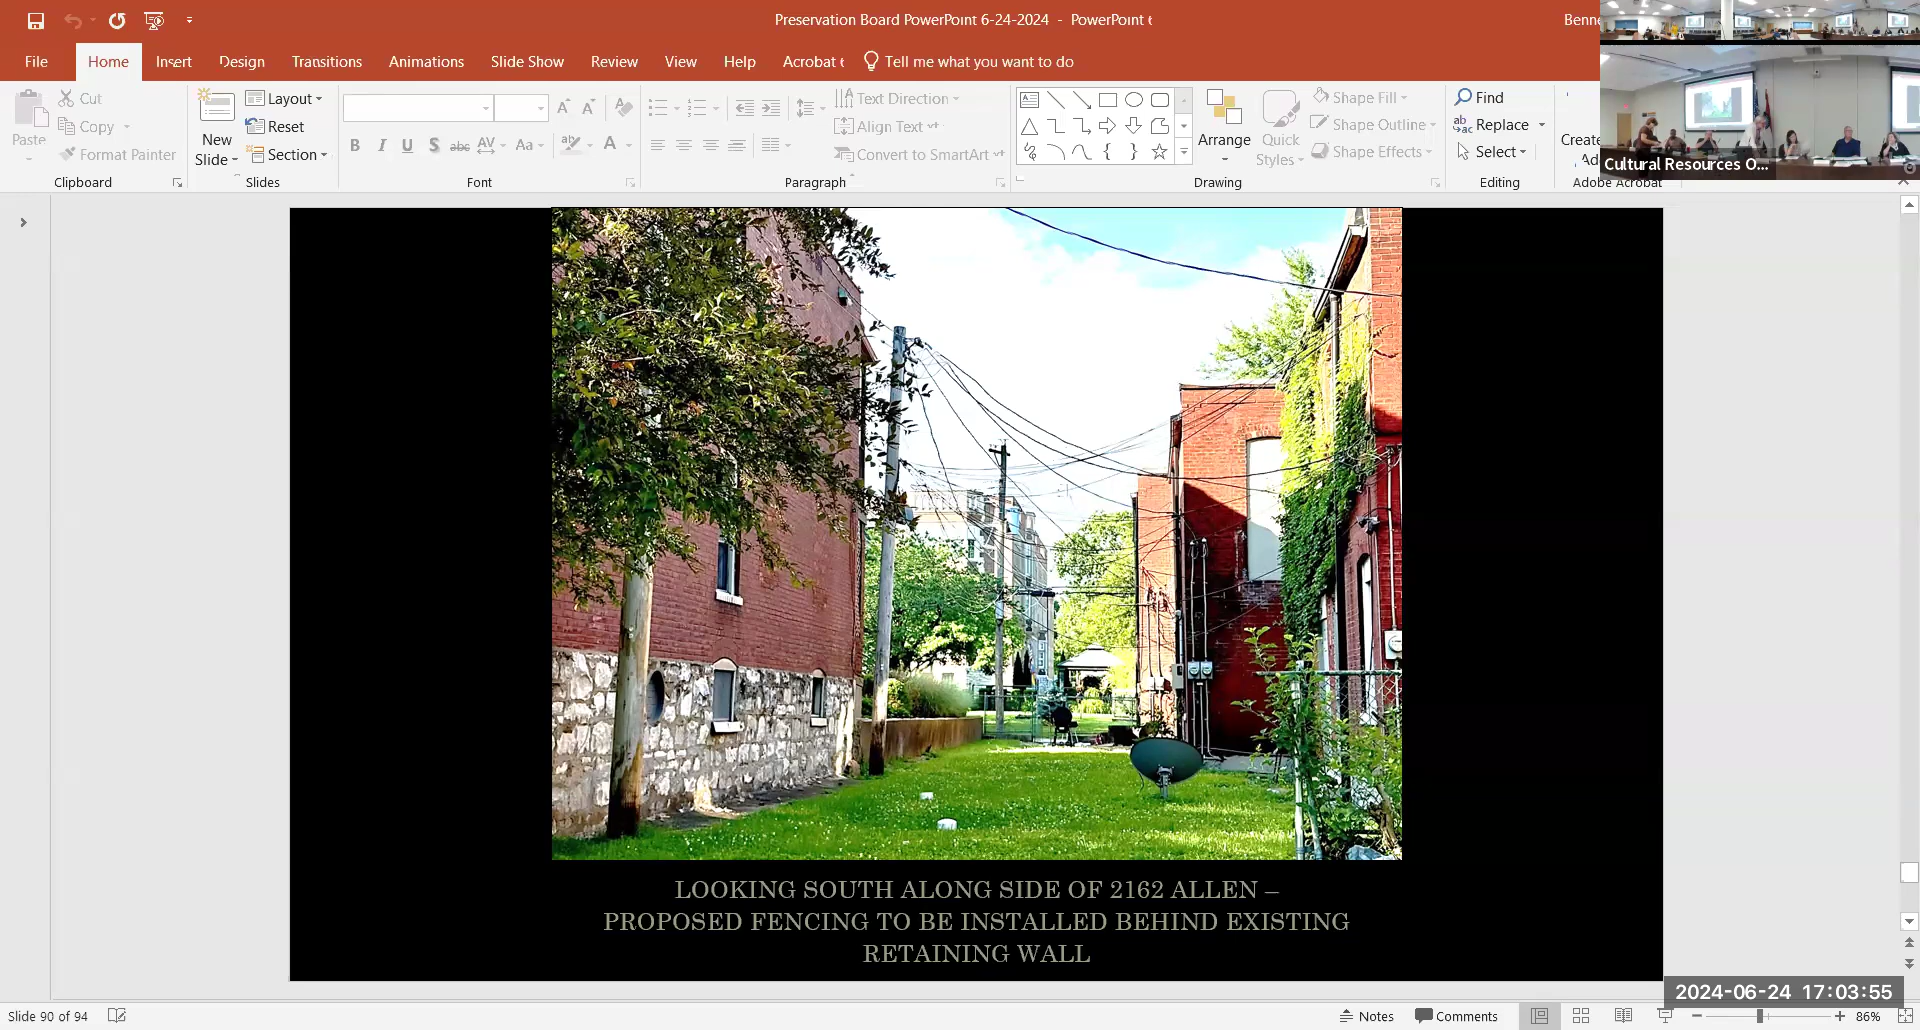 Preservation Board PowerPoint 6-24-2024 - PowerPoint
Benne
File
Home
Insert
Design
Transitions
Animations
Slide Show
Review
View
Help
Acrobat
Tell me what you want to do
Paste
Cut
Copy
Format Painter
Clipboard
New
Slide
Layout
Reset
Section
Slides
B I U S abc AV Aa A
Font
Text Direction
Align Text
Convert to SmartArt
Paragraph
Arrange
Quick
Styles
Shape Fill
Shape Outline
Shape Effects
Drawing
Find
Replace
Select
Editing
Create
Ado
Adobe Acrobat
Cultural Resources O...
LOOKING SOUTH ALONG SIDE OF 2162 ALLEN –
PROPOSED FENCING TO BE INSTALLED BEHIND EXISTING
RETAINING WALL
2024-06-24 17:03:55
Slide 90 of 94
Notes
Comments
86%